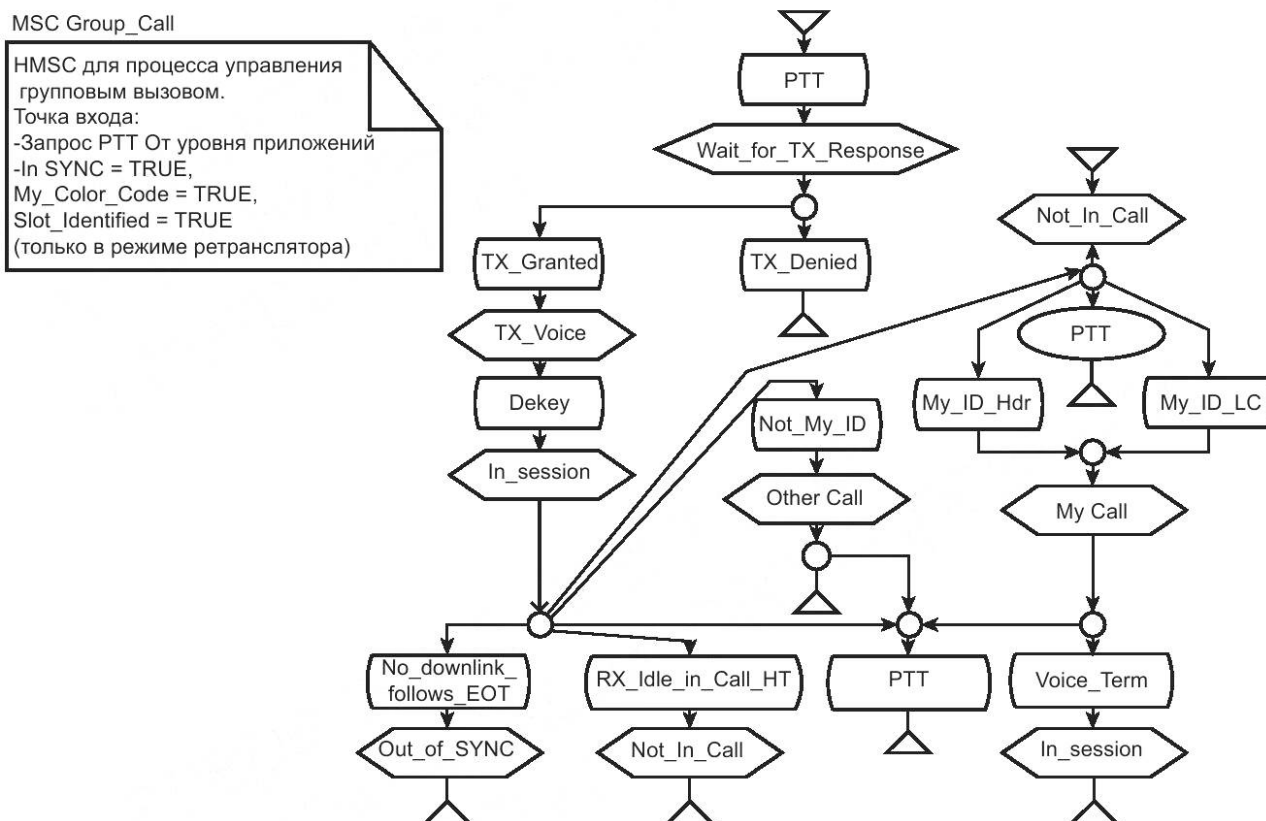 MSC Group_Call
HMSC для процесса управления
групповым вызовом.
Точка входа:
-Запрос PTT От уровня приложений
-In SYNC = TRUE,
My_Color_Code = TRUE,
Slot_Identified = TRUE
(только в режиме ретранслятора)
PTT
Wait_for_TX_Response
TX_Granted
TX_Denied
TX_Voice
Dekey
In_session
Not_In_Call
PTT
My_ID_Hdr
My_ID_LC
Not_My_ID
Other Call
My Call
No_downlink_
follows_EOT
RX_Idle_in_Call_HT
PTT
Voice_Term
Out_of_SYNC
Not_In_Call
In_session